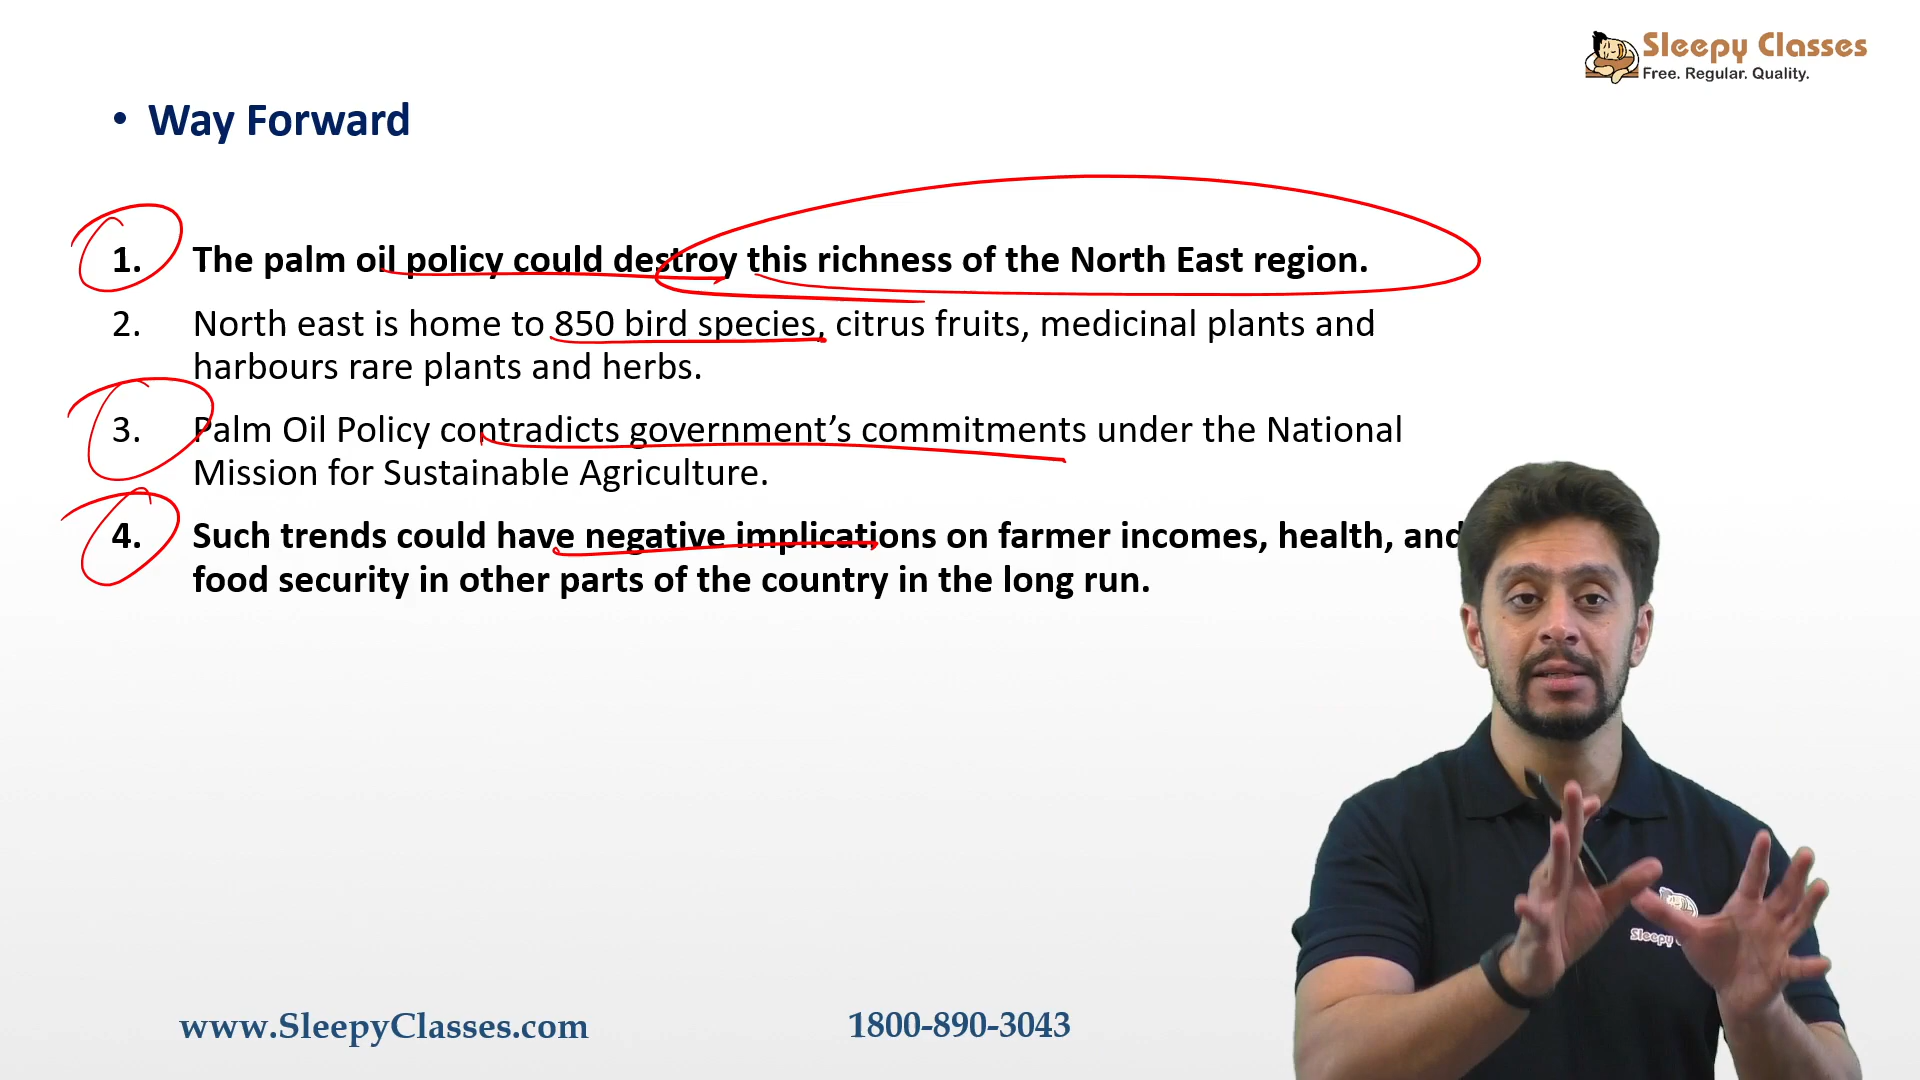 Sleepy Classes
Free. Regular. Quality.
• Way Forward
1. The palm oil policy could destroy this richness of the North East region.
2. North east is home to 850 bird species, citrus fruits, medicinal plants and
harbours rare plants and herbs.
3. Palm Oil Policy contradicts government’s commitments under the National
Mission for Sustainable Agriculture.
4. Such trends could have negative implications on farmer incomes, health, and
food security in other parts of the country in the long run.
Sleepy
www.SleepyClasses.com 1800-890-3043